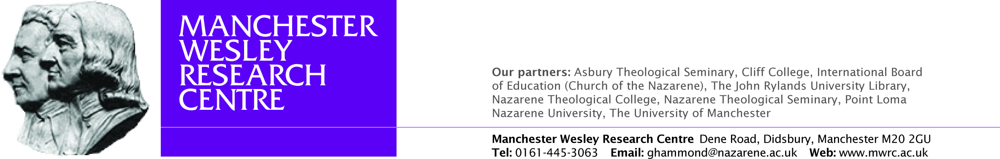 MANCHESTER
WESLEY
RESEARCH
CENTRE
Our partners: Asbury Theological Seminary, Cliff College, International Board
of Education (Church of the Nazarene), The John Rylands University Library,
Nazarene Theological College, Nazarene Theological Seminary, Point Loma
Nazarene University, The University of Manchester
Manchester Wesley Research Centre Dene Road, Didsbury, Manchester M20 2GU
Tel: 0161-445-3063 Email: ghammond@nazarene.ac.uk Web: www.mwrc.ac.uk